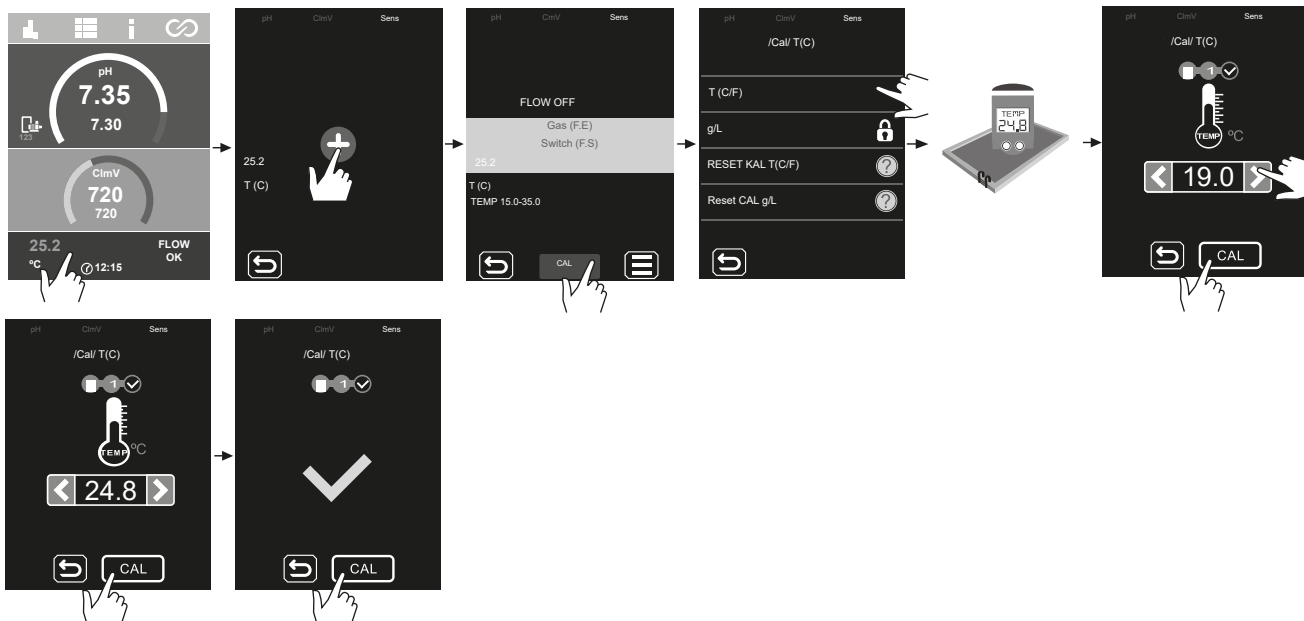 pH
7.35
7.30
123
ClmV
720
720
25.2
ºC
12:15
FLOW
OK
pH ClmV Sens
25.2
T (C)
pH ClmV Sens
FLOW OFF
Gas (F.E)
Switch (F.S)
25.2
T (C)
TEMP 15.0-35.0
CAL
pH ClmV Sens
/Cal/ T(C)
T (C/F)
g/L
RESET KAL T(C/F)
Reset CAL g/L
TEMP
24,8
pH ClmV Sens
/Cal/ T(C)
1
TEMP ºC
19.0
CAL
pH ClmV Sens
/Cal/ T(C)
1
TEMP ºC
24.8
CAL
pH ClmV Sens
/Cal/ T(C)
1
CAL